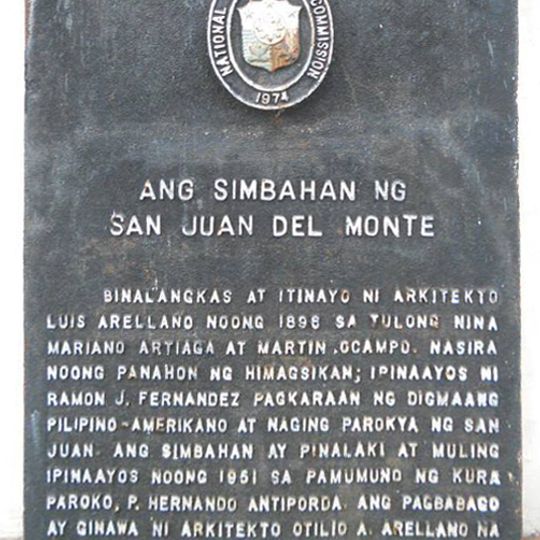 NATIONAL
COMMISSION
1974
ANG SIMBAHAN NG
SAN JUAN DEL MONTE
BINALANGKAS AT ITINAYO NI ARKITEKTO
LUIS ARELLANO NOONG 1896 SA TULONG NINA
MARIANO ARTIAGA AT MARTIN OCAMPO. NASIRA
NOONG PANAHON NG HIMAGSIKAN; IPINAAYOS NI
RAMON J. FERNANDEZ PAGKARAAN NG DIGMAANG
PILIPINO-AMERIKANO AT NAGING PAROKYA NG SAN
JUAN. ANG SIMBAHAN AY PINALAKI AT MULING
IPINAAYOS NOONG 1951 SA PAMUMUNO NG KURA
PAROKO, P. HERNANDO ANTIPORDA. ANG PAGBABAGO
AY GINAWA NI ARKITEKTO OTILIO A. ARELLANO NA